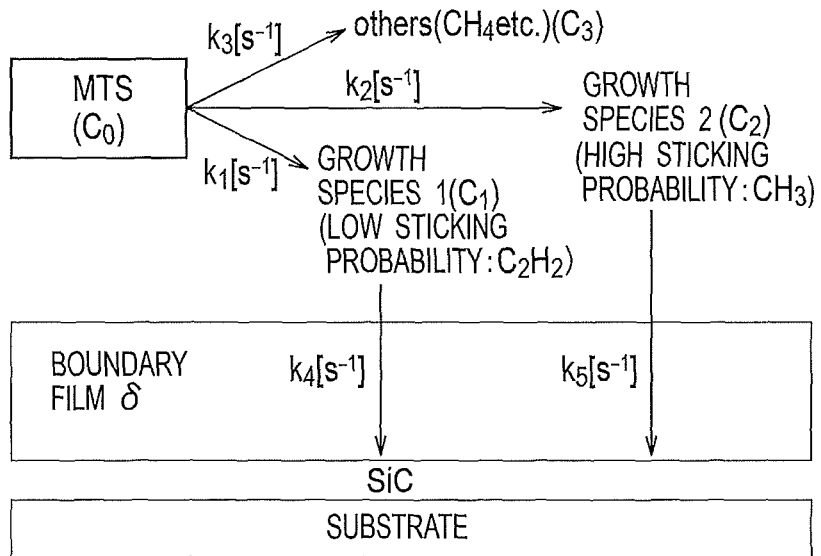 others(CH4etc.)(C3)
k3[s⁻¹]
MTS
(C0)
k2[s⁻¹]
k1[s⁻¹]
GROWTH
SPECIES 1(C1)
(LOW STICKING
PROBABILITY:C2H2)
GROWTH
SPECIES 2(C2)
(HIGH STICKING
PROBABILITY:CH3)
BOUNDARY
FILM δ
k4[s⁻¹]
k5[s⁻¹]
SiC
SUBSTRATE